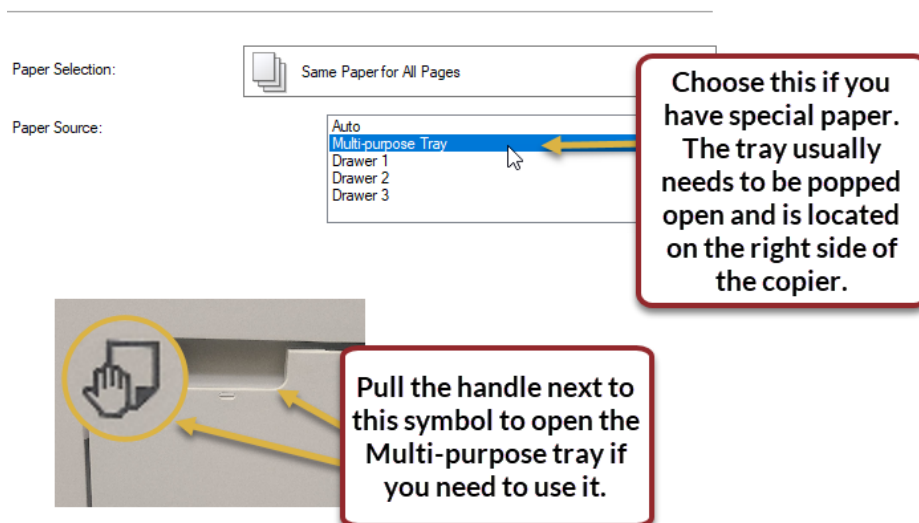 Paper Selection:
Same Paper for All Pages
Paper Source:
Auto
Multi-purpose Tray
Drawer 1
Drawer 2
Drawer 3
Choose this if you
have special paper.
The tray usually
needs to be popped
open and is located
on the right side of
the copier.
Pull the handle next to
this symbol to open the
Multi-purpose tray if
you need to use it.